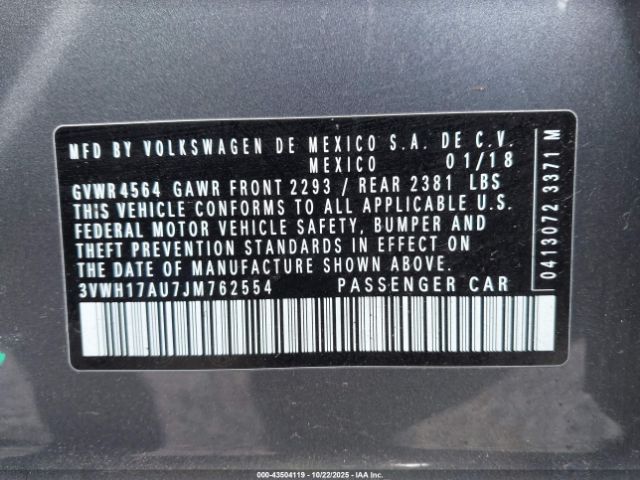 MFD BY VOLKSWAGEN DE MEXICO S.A. DE C.V.
MEXICO 01/18
GVWR4564 GAWR FRONT 2293 / REAR 2381 LBS
THIS VEHICLE CONFORMS TO ALL APPLICABLE U.S.
FEDERAL MOTOR VEHICLE SAFETY, BUMPER AND
THEFT PREVENTION STANDARDS IN EFFECT ON
THE DATE OF MANUFACTURE SHOWN ABOVE.
3VWH17AU7JM762554 PASSENGER CAR
0413072 3371 M
000-43504119 - 10/22/2025 - IAA Inc.